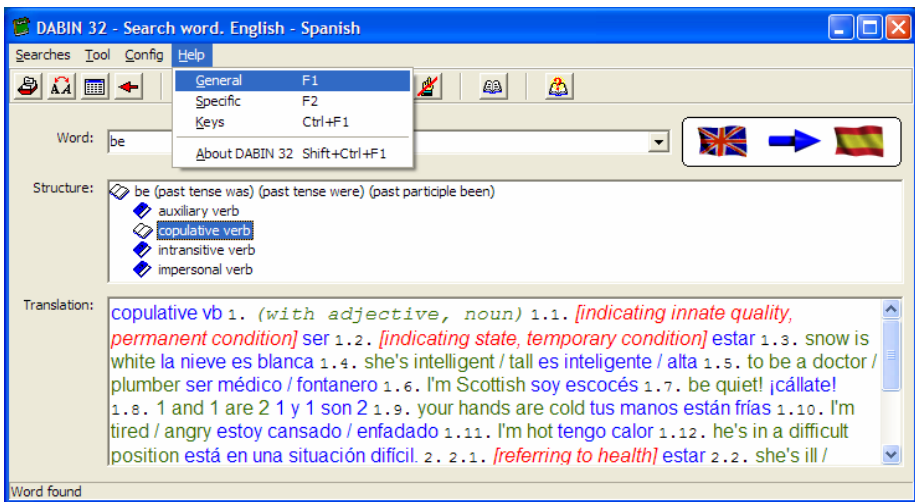 DABIN 32 - Search word. English - Spanish
Searches Tool Config Help
General F1
Specific F2
Keys Ctrl+F1
About DABIN 32 Shift+Ctrl+F1
Word: be
Structure: be (past tense was) (past tense were) (past participle been)
auxiliary verb
copulative verb
intransitive verb
impersonal verb
Translation: copulative vb 1. (with adjective, noun) 1.1. [indicating innate quality,
permanent condition] ser 1.2. [indicating state, temporary condition] estar 1.3. snow is
white la nieve es blanca 1.4. she's intelligent / tall es inteligente / alta 1.5. to be a doctor /
plumber ser médico / fontanero 1.6. I'm Scottish soy escocés 1.7. be quiet! ¡cállate!
1.8. 1 and 1 are 2 1 y 1 son 2 1.9. your hands are cold tus manos están frías 1.10. I'm
tired / angry estoy cansado / enfadado 1.11. I'm hot tengo calor 1.12. he's in a difficult
position está en una situación difícil. 2. 2.1. [referring to health] estar 2.2. she's ill /
Word found